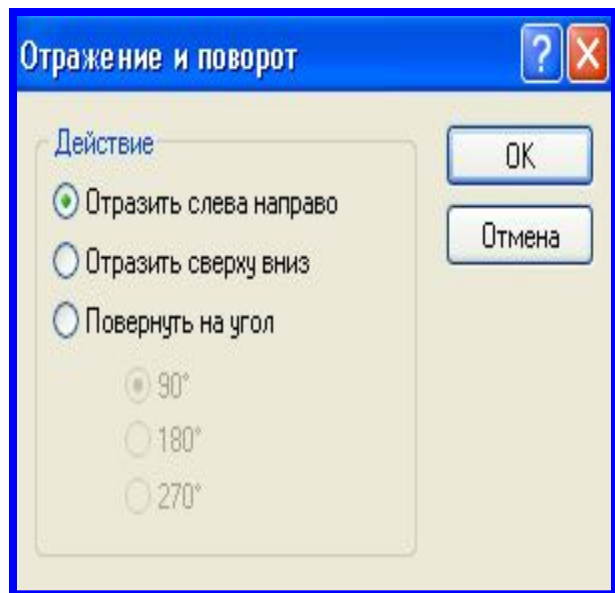 Отражение и поворот
?
X
Действие
Отразить слева направо
Отразить сверху вниз
Повернуть на угол
90°
180°
270°
OK
Отмена